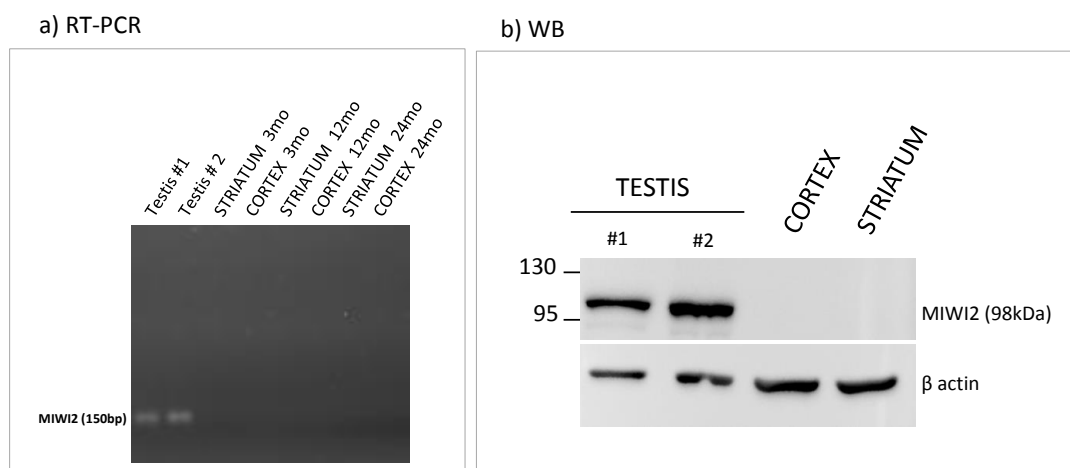 a) RT-PCR
Testis #1
Testis # 2
STRIATUM 3mo
CORTEX 3mo
STRIATUM 12mo
CORTEX 12mo
STRIATUM 24mo
CORTEX 24mo
MIWI2 (150bp)
b) WB
TESTIS
#1
#2
CORTEX
STRIATUM
130
95
MIWI2 (98kDa)
β actin